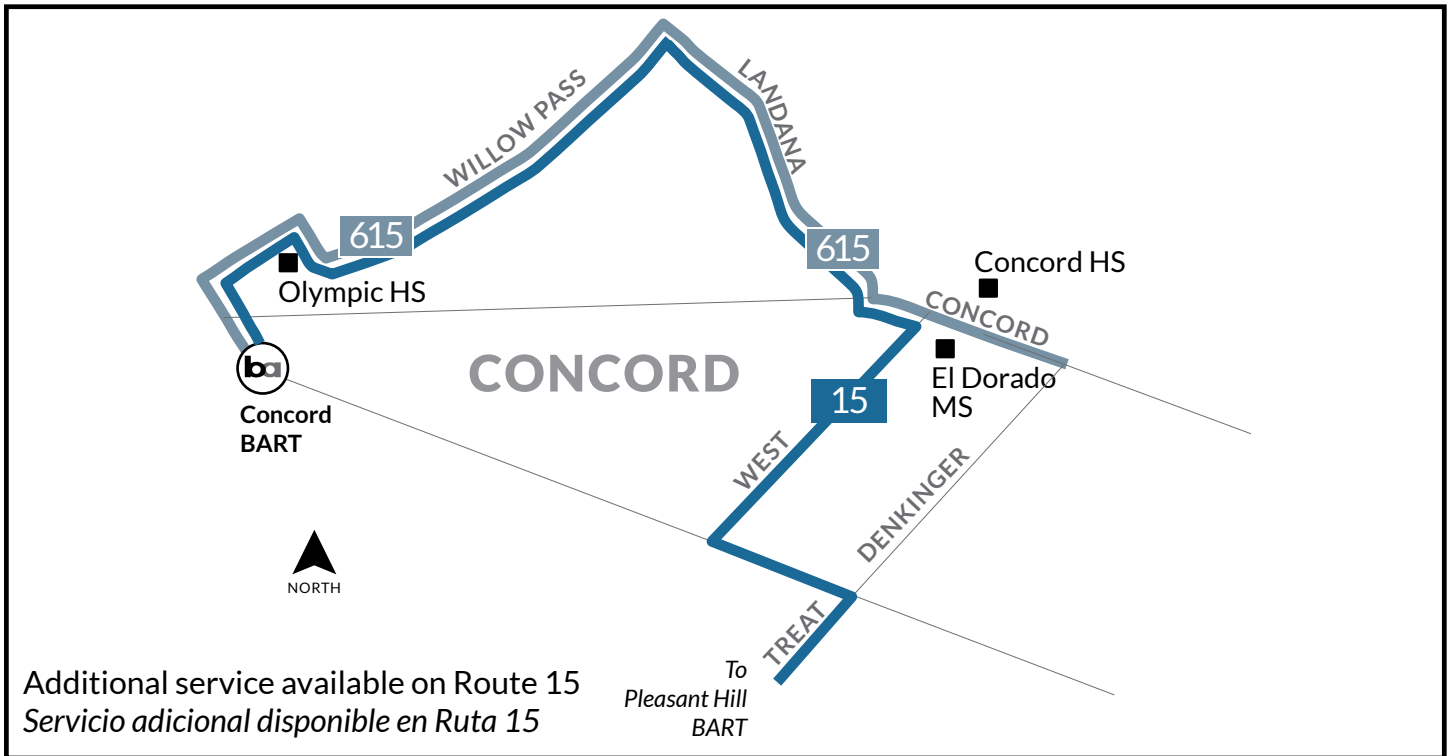 WILLOW PASS
LANDANA
615
615
Olympic HS
Concord HS
CONCORD
CONCORD
ba
El Dorado
MS
15
Concord
BART
WEST
DENKINGER
NORTH
TREAT
To
Pleasant Hill
BART
Additional service available on Route 15
Servicio adicional disponible en Ruta 15